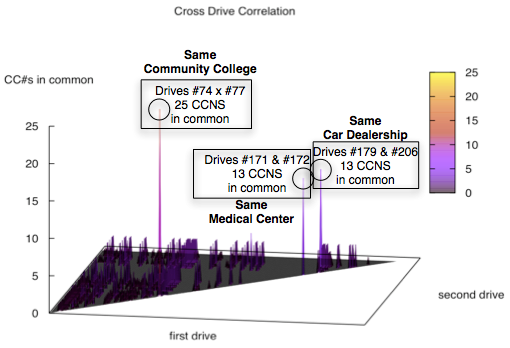 Cross Drive Correlation
CC#s in common
Same
Community College
Drives #74 x #77
25 CCNS
in common
Same
Car Dealership
Drives #171 & #172
13 CCNS
in common
Drives #179 & #206
13 CCNS
in common
Same
Medical Center
25
20
15
10
5
0
25
20
15
10
5
0
second drive
first drive